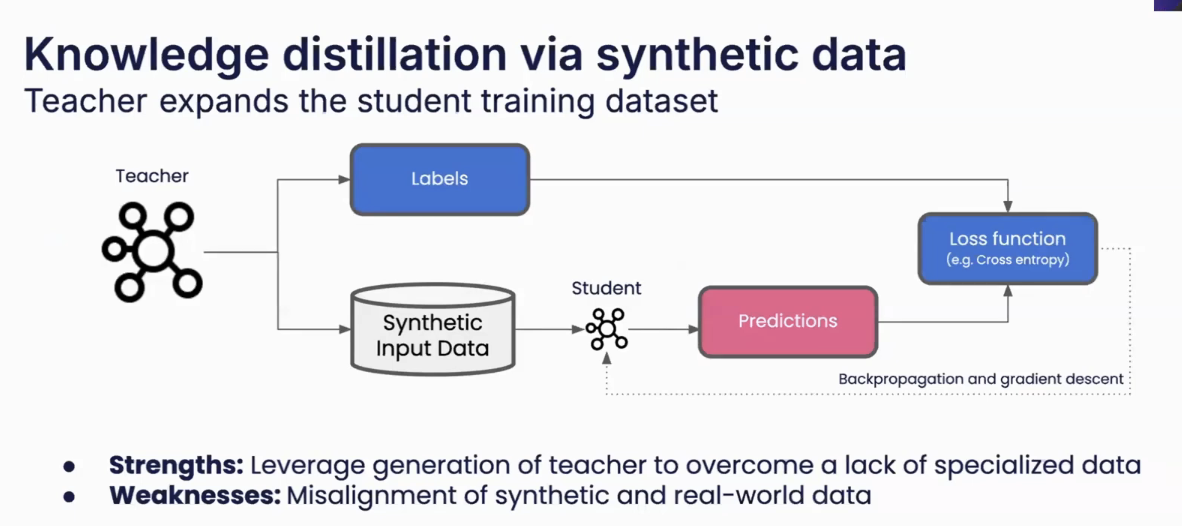 Knowledge distillation via synthetic data
Teacher expands the student training dataset
Teacher
Labels
Loss function
(e.g. Cross entropy)
Student
Synthetic
Input Data
Predictions
Backpropagation and gradient descent
● Strengths: Leverage generation of teacher to overcome a lack of specialized data
● Weaknesses: Misalignment of synthetic and real-world data